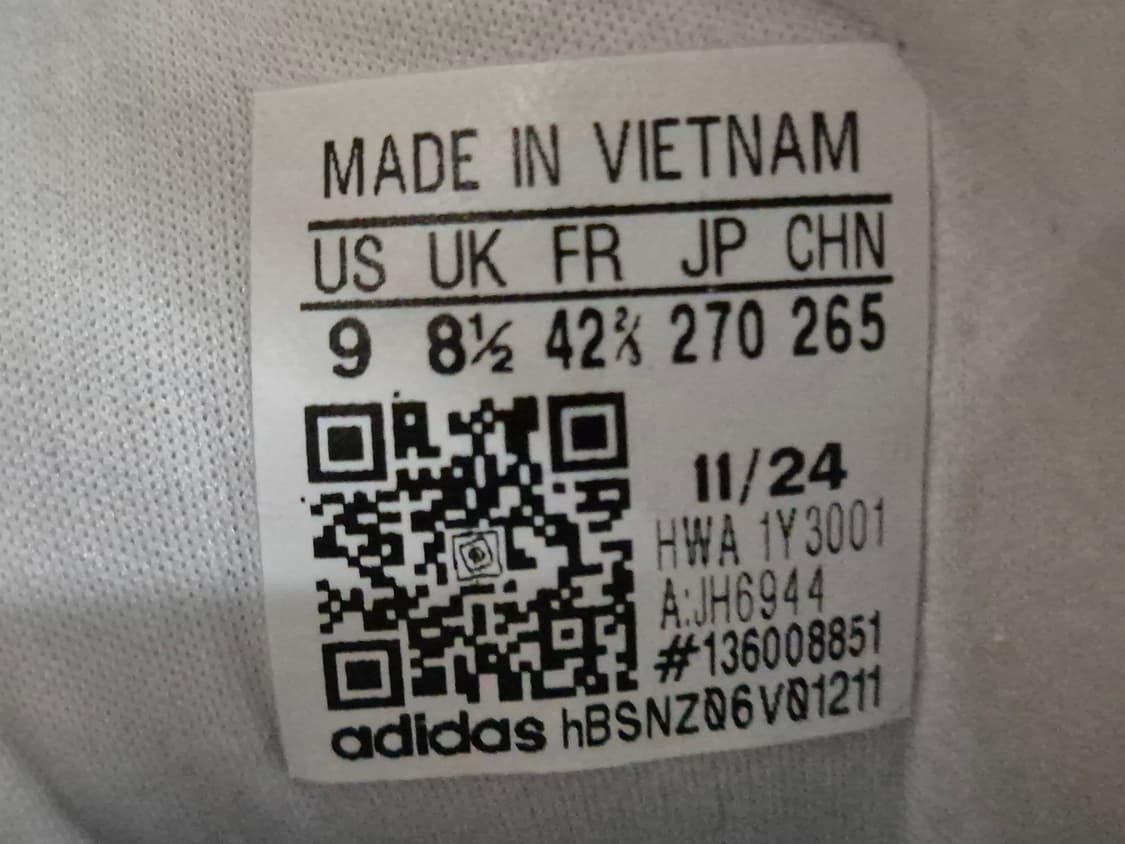 MADE IN VIETNAM
US UK FR JP CHN
9 8½ 42⅔ 270 265
11/24
HWA 1Y3001
A:JH6944
#136008851
adidas hBSNZ06V01211